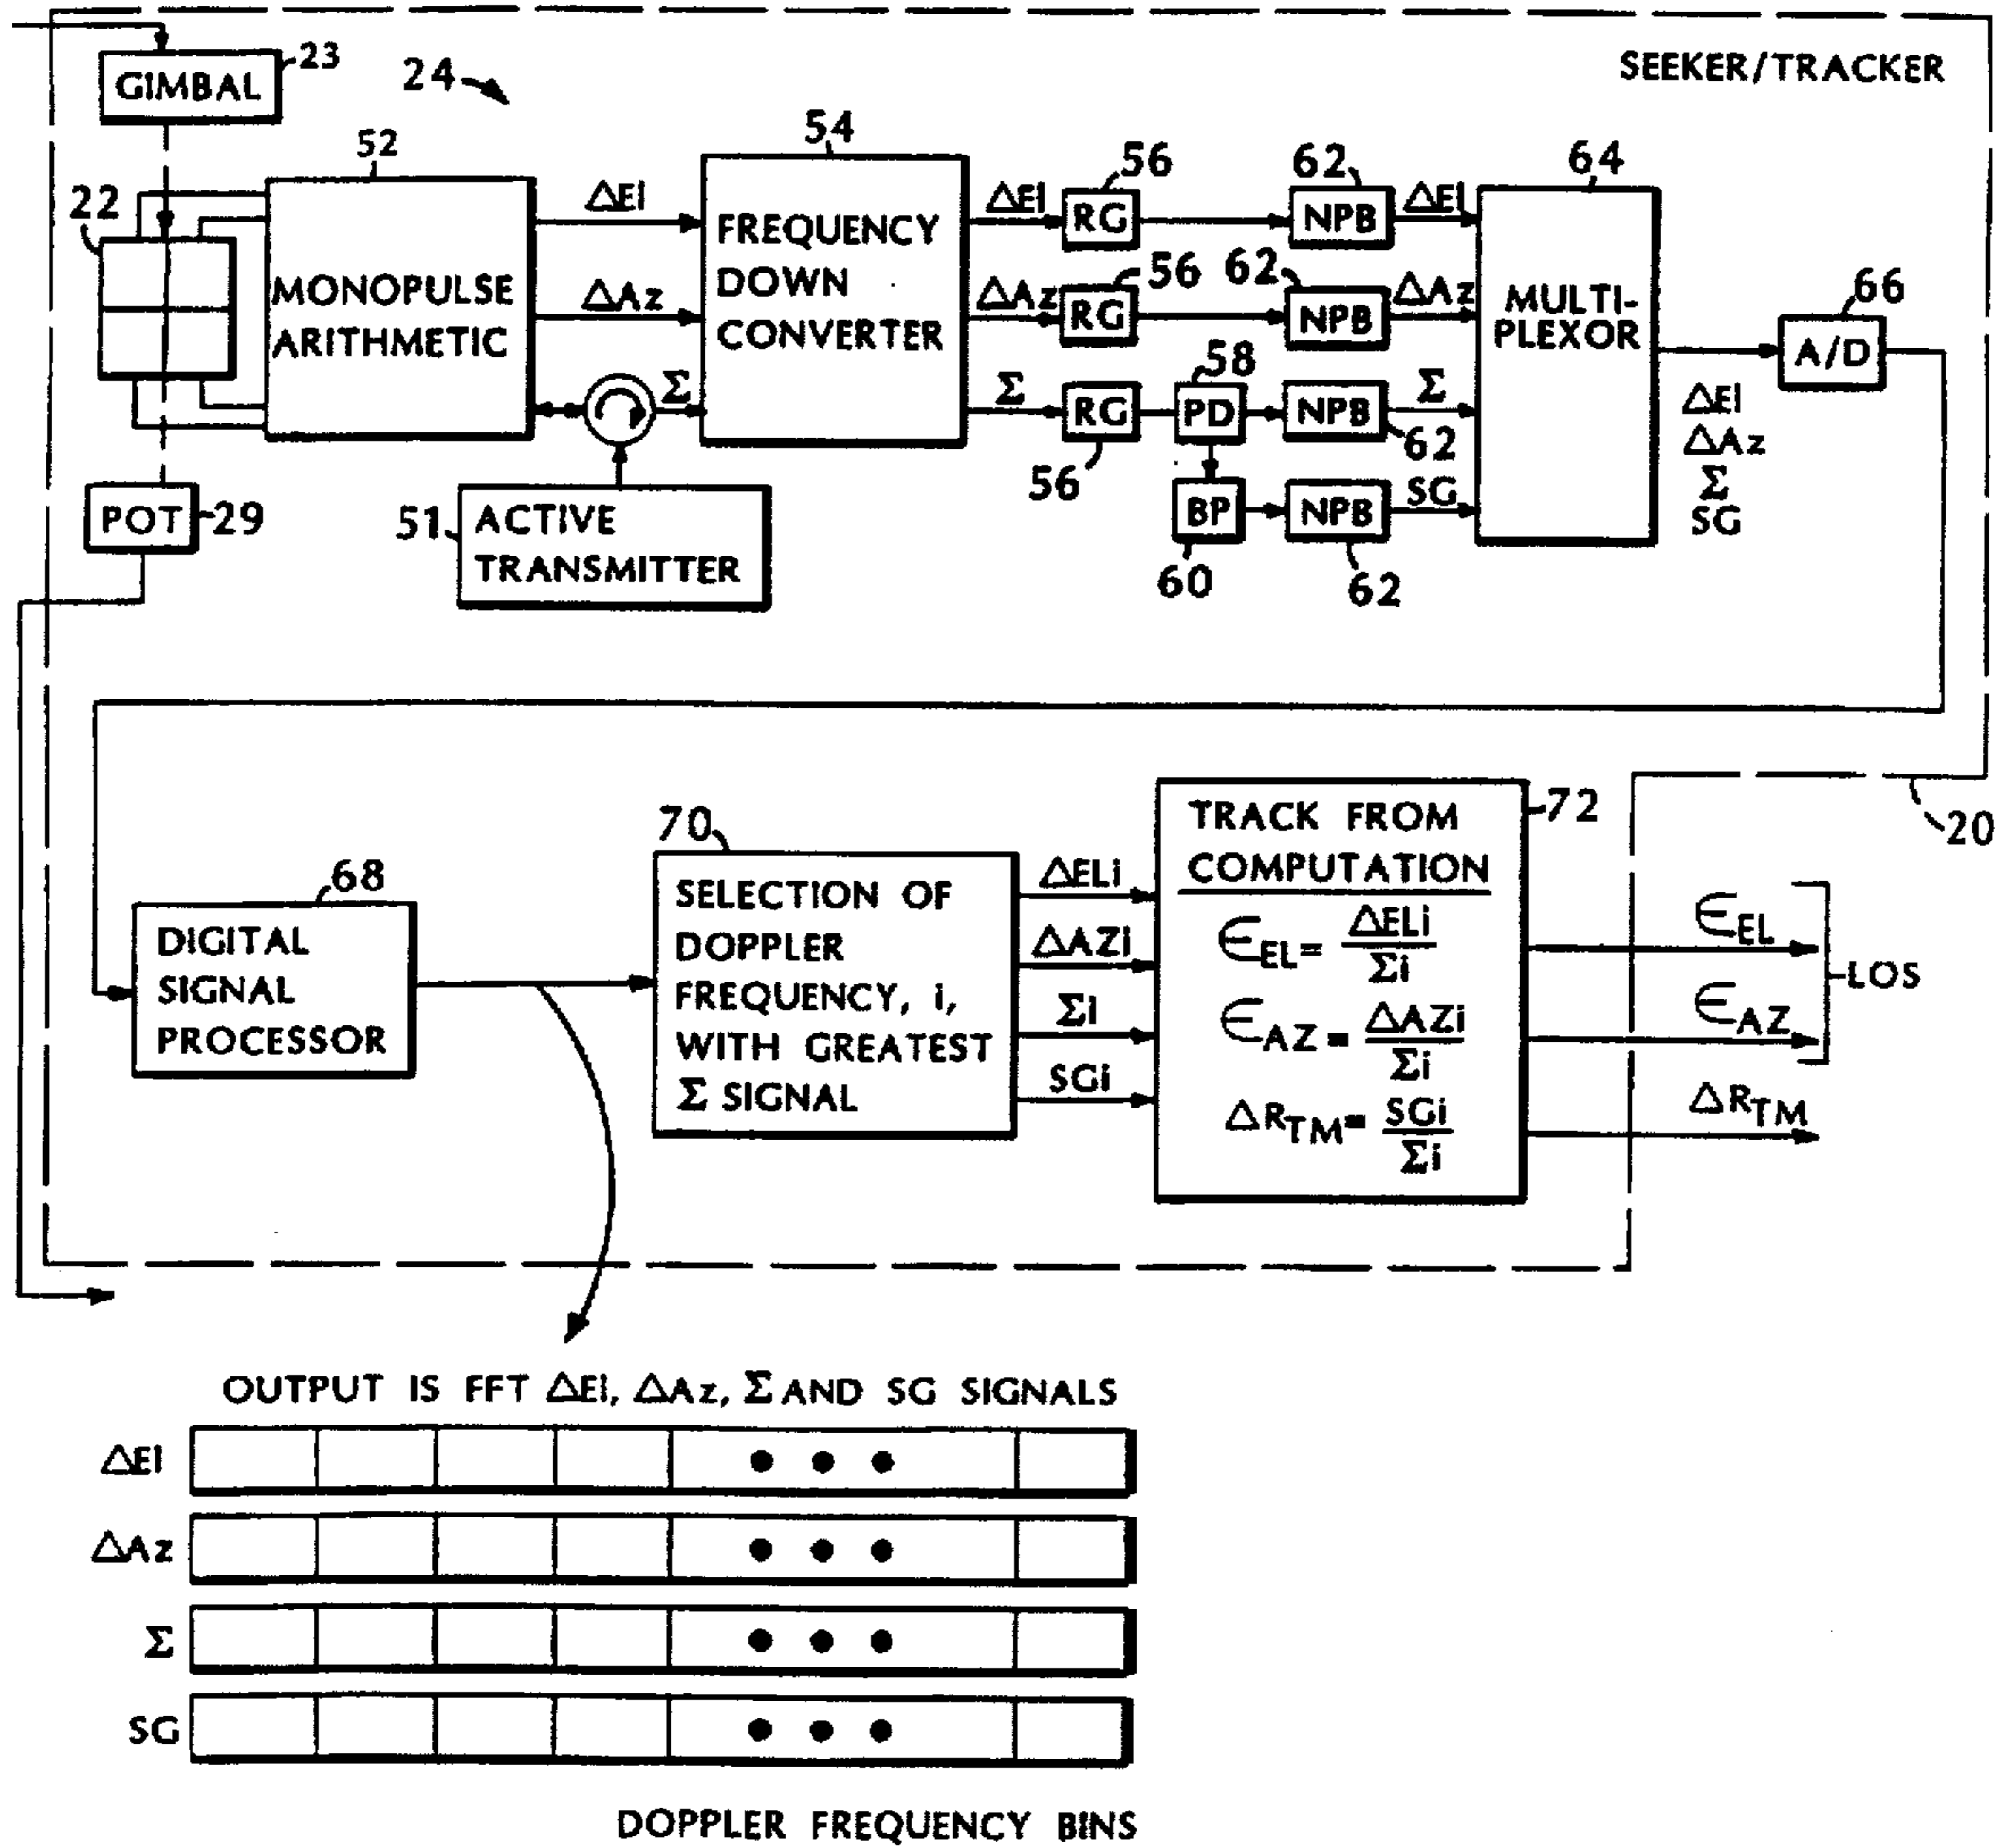 SEEKER/TRACKER
GIMBAL
23
24
52
54
56
62
64
22
MONOPULSE
ARITHMETIC
ΔEl
ΔAz
Σ
FREQUENCY
DOWN
CONVERTER
ΔEl
ΔAz
Σ
RG
NPB
ΔEl
56
62
RG
NPB
ΔAz
58
RG
PD
NPB
Σ
56
62
BP
NPB
SG
60
62
MULTI-
PLEXOR
66
A/D
ΔEl
ΔAz
Σ
SG
POT
29
51
ACTIVE
TRANSMITTER
20
68
DIGITAL
SIGNAL
PROCESSOR
70
SELECTION OF
DOPPLER
FREQUENCY, i,
WITH GREATEST
Σ SIGNAL
ΔELi
ΔAZi
Σi
SGi
72
TRACK FROM
COMPUTATION
∈EL = ΔELi / Σi
∈AZ = ΔAZi / Σi
ΔRTM = SGi / Σi
∈EL
∈AZ
LOS
ΔRTM
OUTPUT IS FFT ΔEl, ΔAz, Σ AND SG SIGNALS
ΔEl
ΔAz
Σ
SG
DOPPLER FREQUENCY BINS